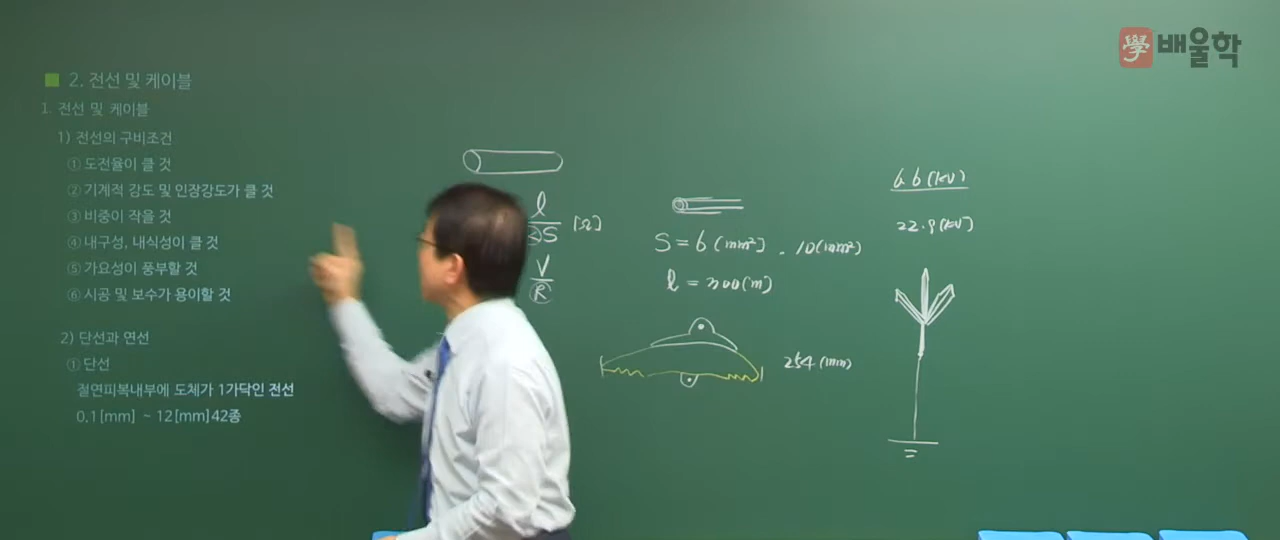 學 배울학
2. 전선 및 케이블
1. 전선 및 케이블
1) 전선의 구비조건
① 도전율이 클 것
② 기계적 강도 및 인장강도가 클 것
③ 비중이 작을 것
④ 내구성, 내식성이 클 것
⑤ 가요성이 풍부할 것
⑥ 시공 및 보수가 용이할 것
2) 단선과 연선
① 단선
절연피복내부에 도체가 1가닥인 전선
0.1[mm] ~ 12[mm]42종
l
S [Ω]
V
R
S = 6 (mm²) . 10(mm²)
l = 300(m)
254 (mm)
6.6(KV)
22.9(KV)